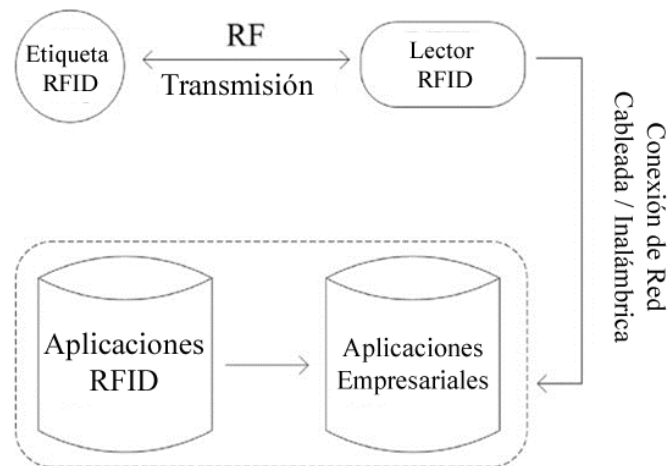 Etiqueta
RFID
RF
Transmisión
Lector
RFID
Conexión de Red
Cableada / Inalámbrica
Aplicaciones
RFID
Aplicaciones
Empresariales